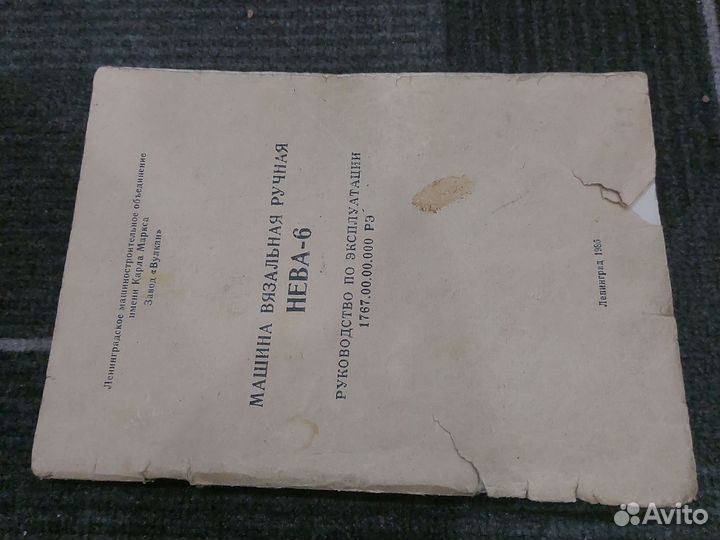 Ленинградское машиностроительное объединение
имени Карла Маркса
Завод «Вулкан»
МАШИНА ВЯЗАЛЬНАЯ РУЧНАЯ
НЕВА-6
РУКОВОДСТВО ПО ЭКСПЛУАТАЦИИ
1767.00.00.000 РЭ
Ленинград
Avito